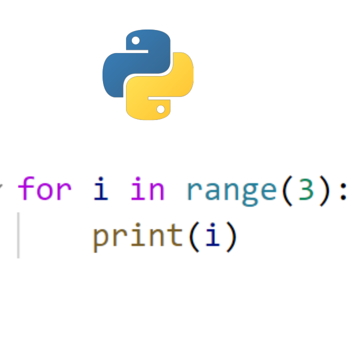 for i in range(3):
    print(i)